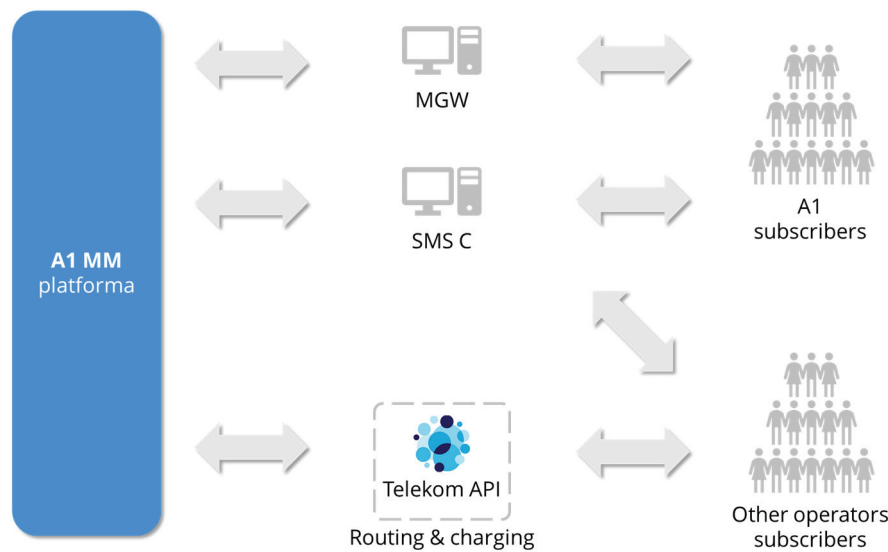 MGW
A1
subscribers
SMS C
A1 MM
platforma
Telekom API
Routing & charging
Other operators
subscribers